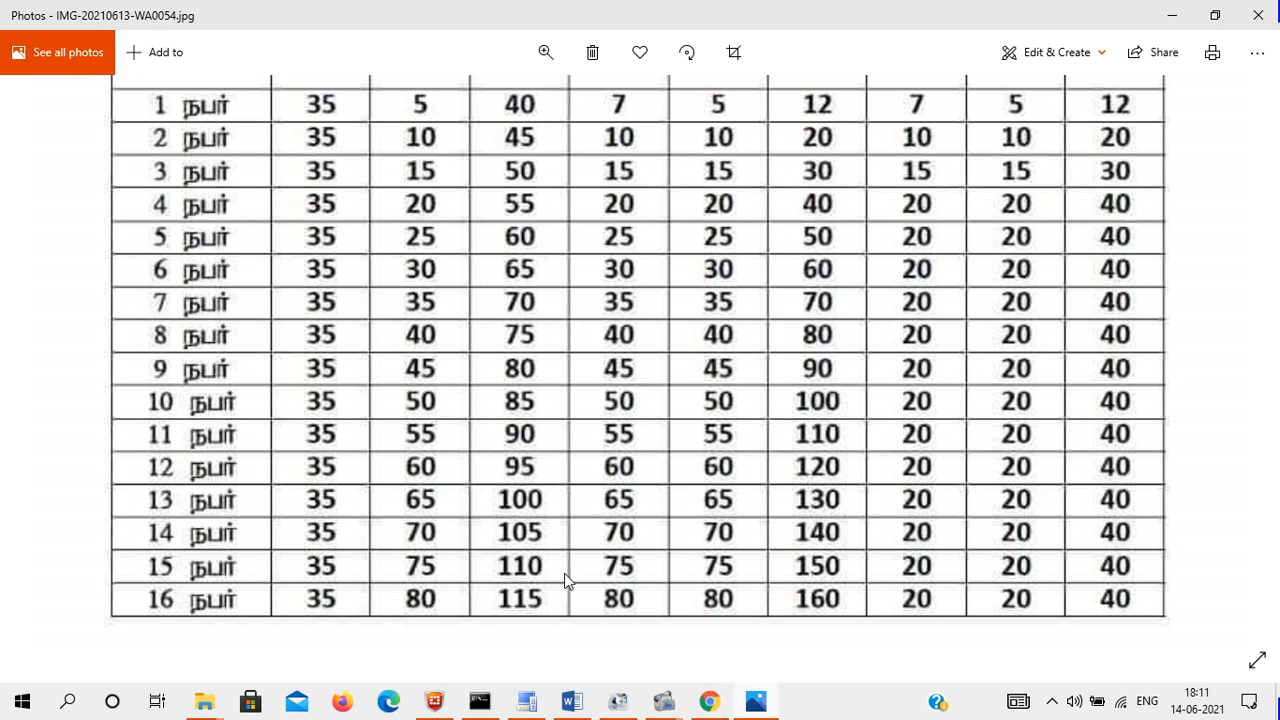 Photos - IMG-20210613-WA0054.jpg
See all photos Add to Edit & Create Share
1 நபர் 35 5 40 7 5 12 7 5 12
2 நபர் 35 10 45 10 10 20 10 10 20
3 நபர் 35 15 50 15 15 30 15 15 30
4 நபர் 35 20 55 20 20 40 20 20 40
5 நபர் 35 25 60 25 25 50 20 20 40
6 நபர் 35 30 65 30 30 60 20 20 40
7 நபர் 35 35 70 35 35 70 20 20 40
8 நபர் 35 40 75 40 40 80 20 20 40
9 நபர் 35 45 80 45 45 90 20 20 40
10 நபர் 35 50 85 50 50 100 20 20 40
11 நபர் 35 55 90 55 55 110 20 20 40
12 நபர் 35 60 95 60 60 120 20 20 40
13 நபர் 35 65 100 65 65 130 20 20 40
14 நபர் 35 70 105 70 70 140 20 20 40
15 நபர் 35 75 110 75 75 150 20 20 40
16 நபர் 35 80 115 80 80 160 20 20 40
ENG 8:11
14-06-2021